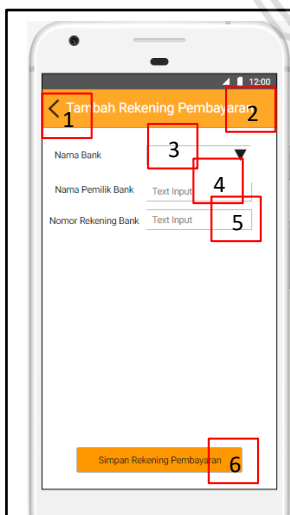 12:00
Tambah Rekening Pembayaran
1
2
Nama Bank
3
Nama Pemilik Bank Text Input
4
Nomor Rekening Bank Text Input
5
Simpan Rekening Pembayaran
6